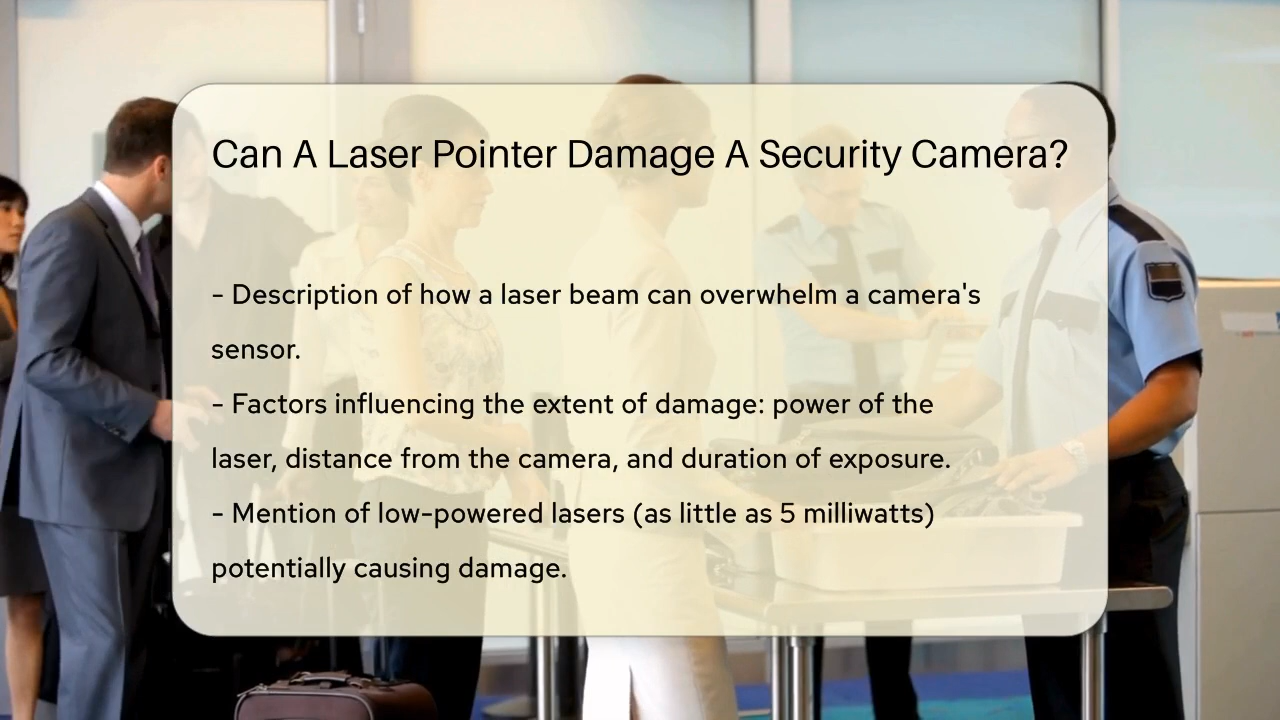 Can A Laser Pointer Damage A Security Camera?
- Description of how a laser beam can overwhelm a camera's
sensor.
- Factors influencing the extent of damage: power of the
laser, distance from the camera, and duration of exposure.
- Mention of low-powered lasers (as little as 5 milliwatts)
potentially causing damage.